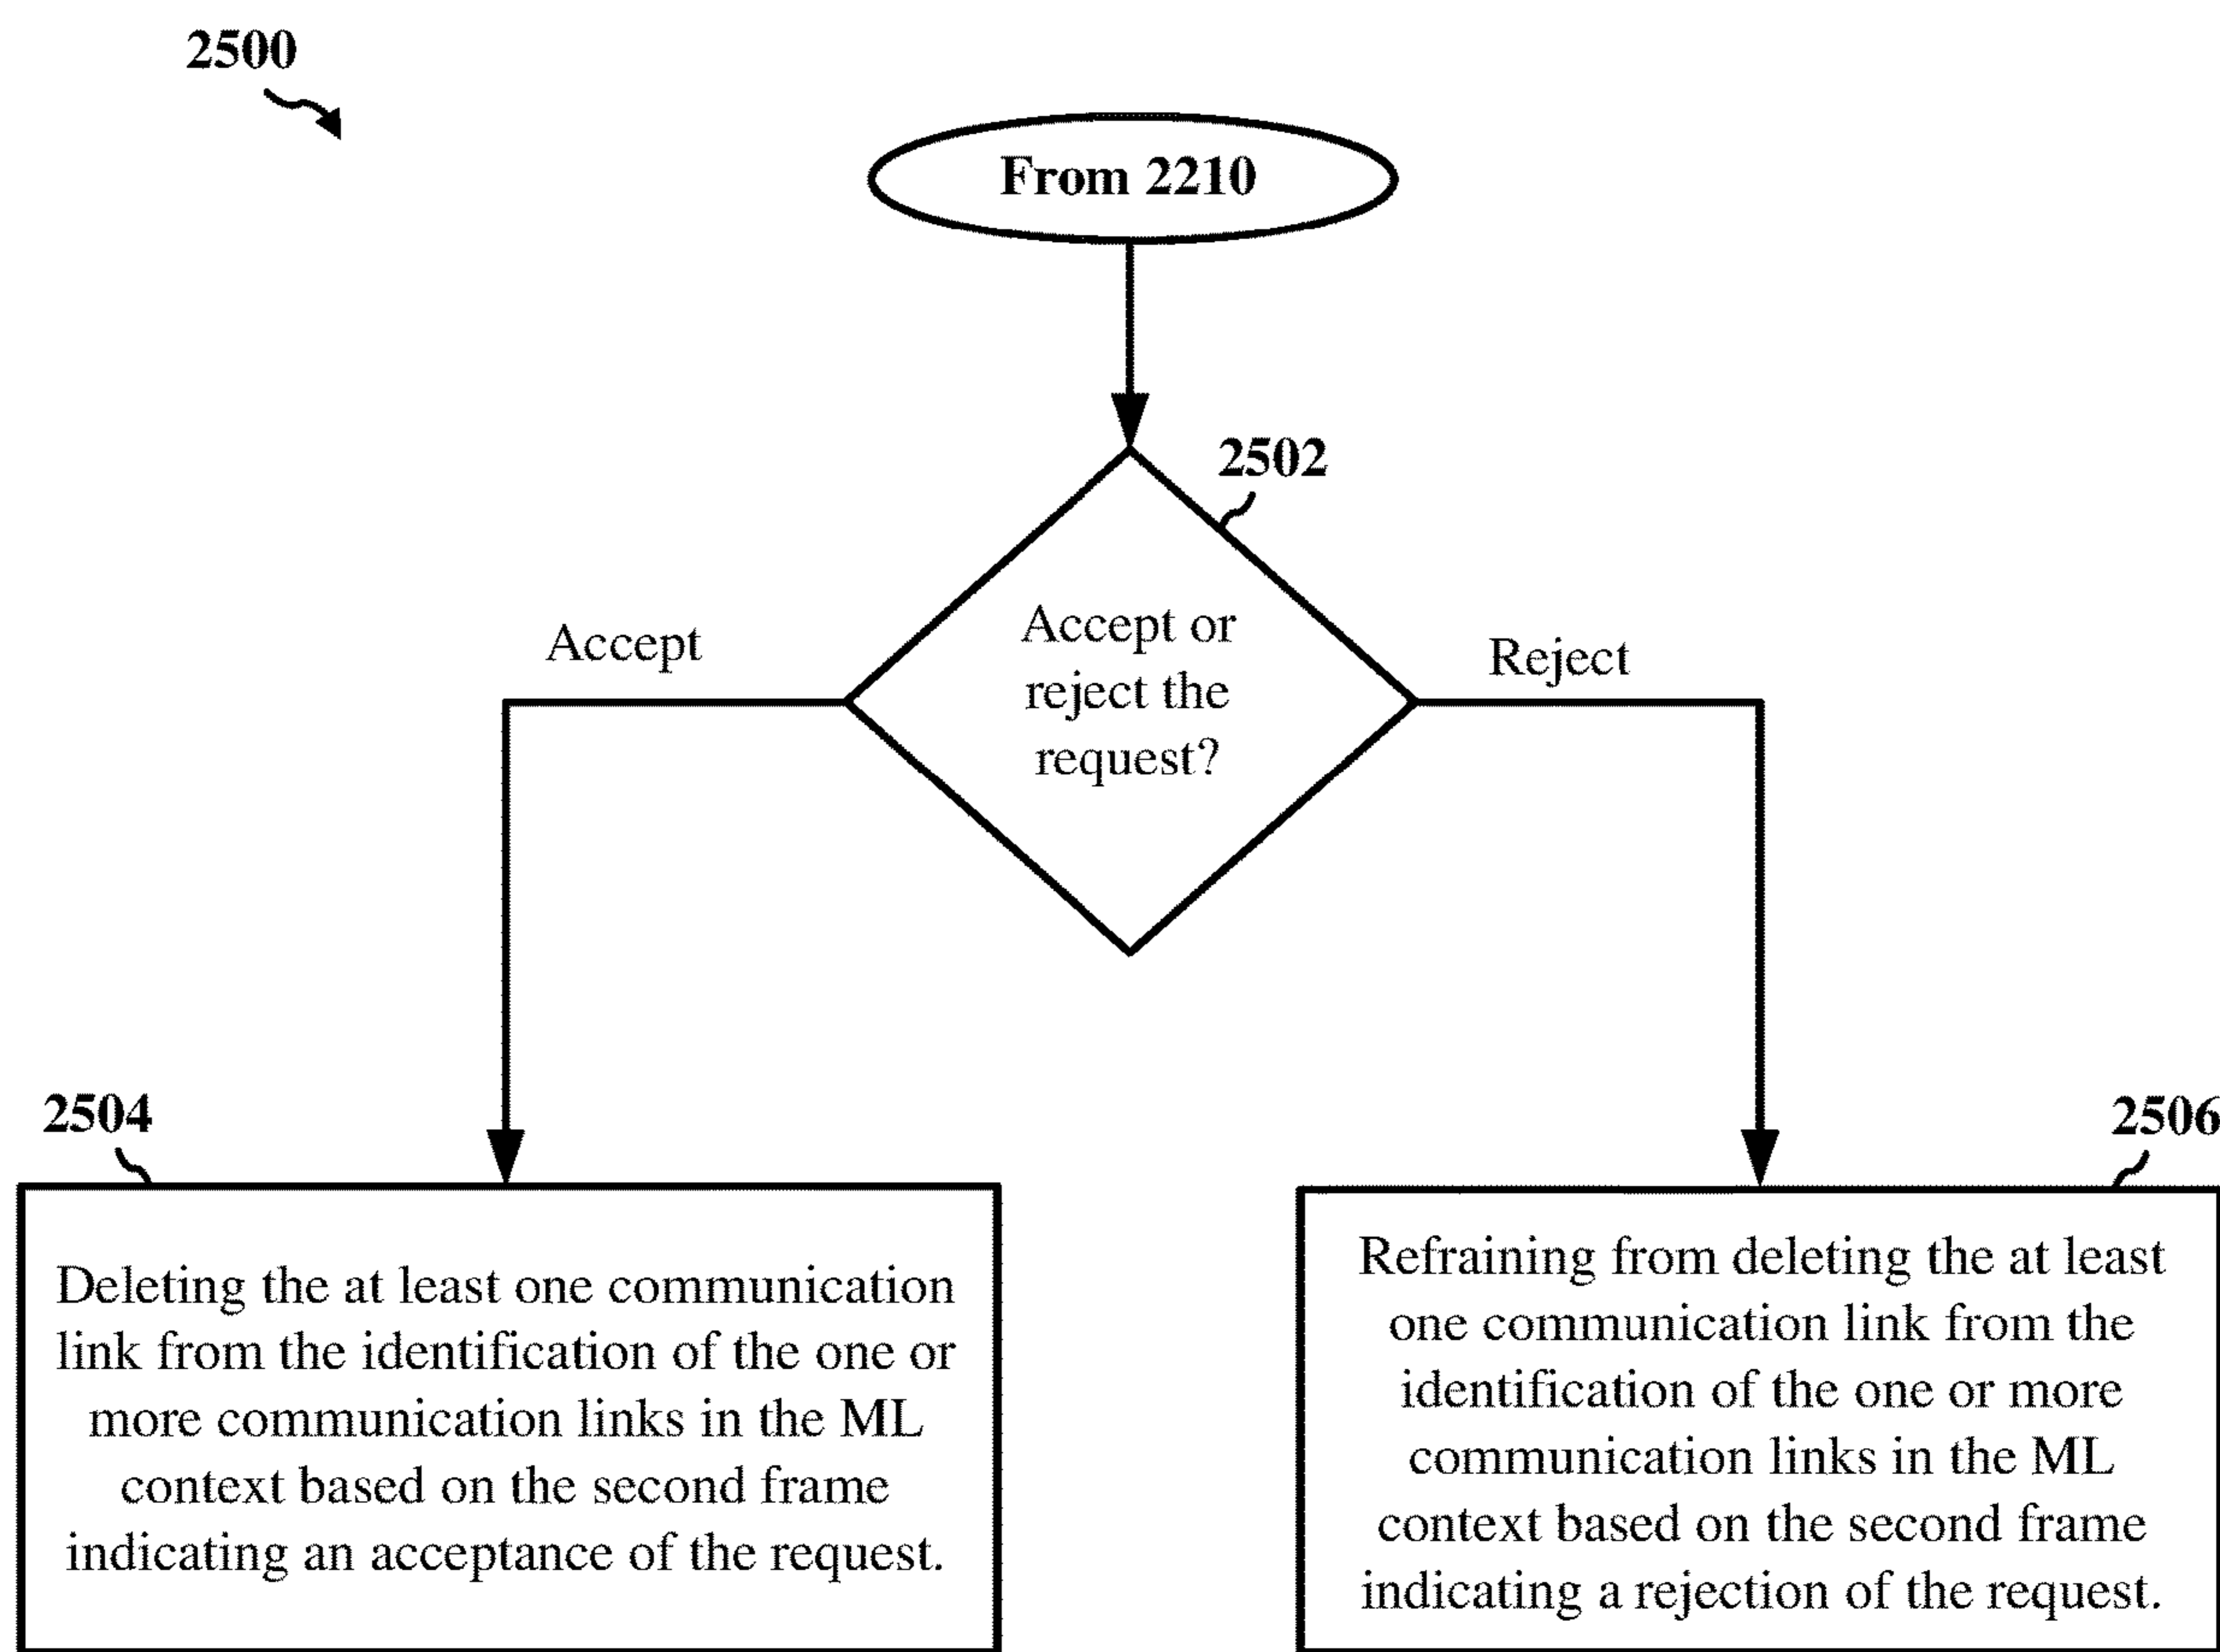 2500
From 2210
2502
Accept or
reject the
request?
Accept
Reject
2504
Deleting the at least one communication
link from the identification of the one or
more communication links in the ML
context based on the second frame
indicating an acceptance of the request.
2506
Refraining from deleting the at least
one communication link from the
identification of the one or more
communication links in the ML
context based on the second frame
indicating a rejection of the request.